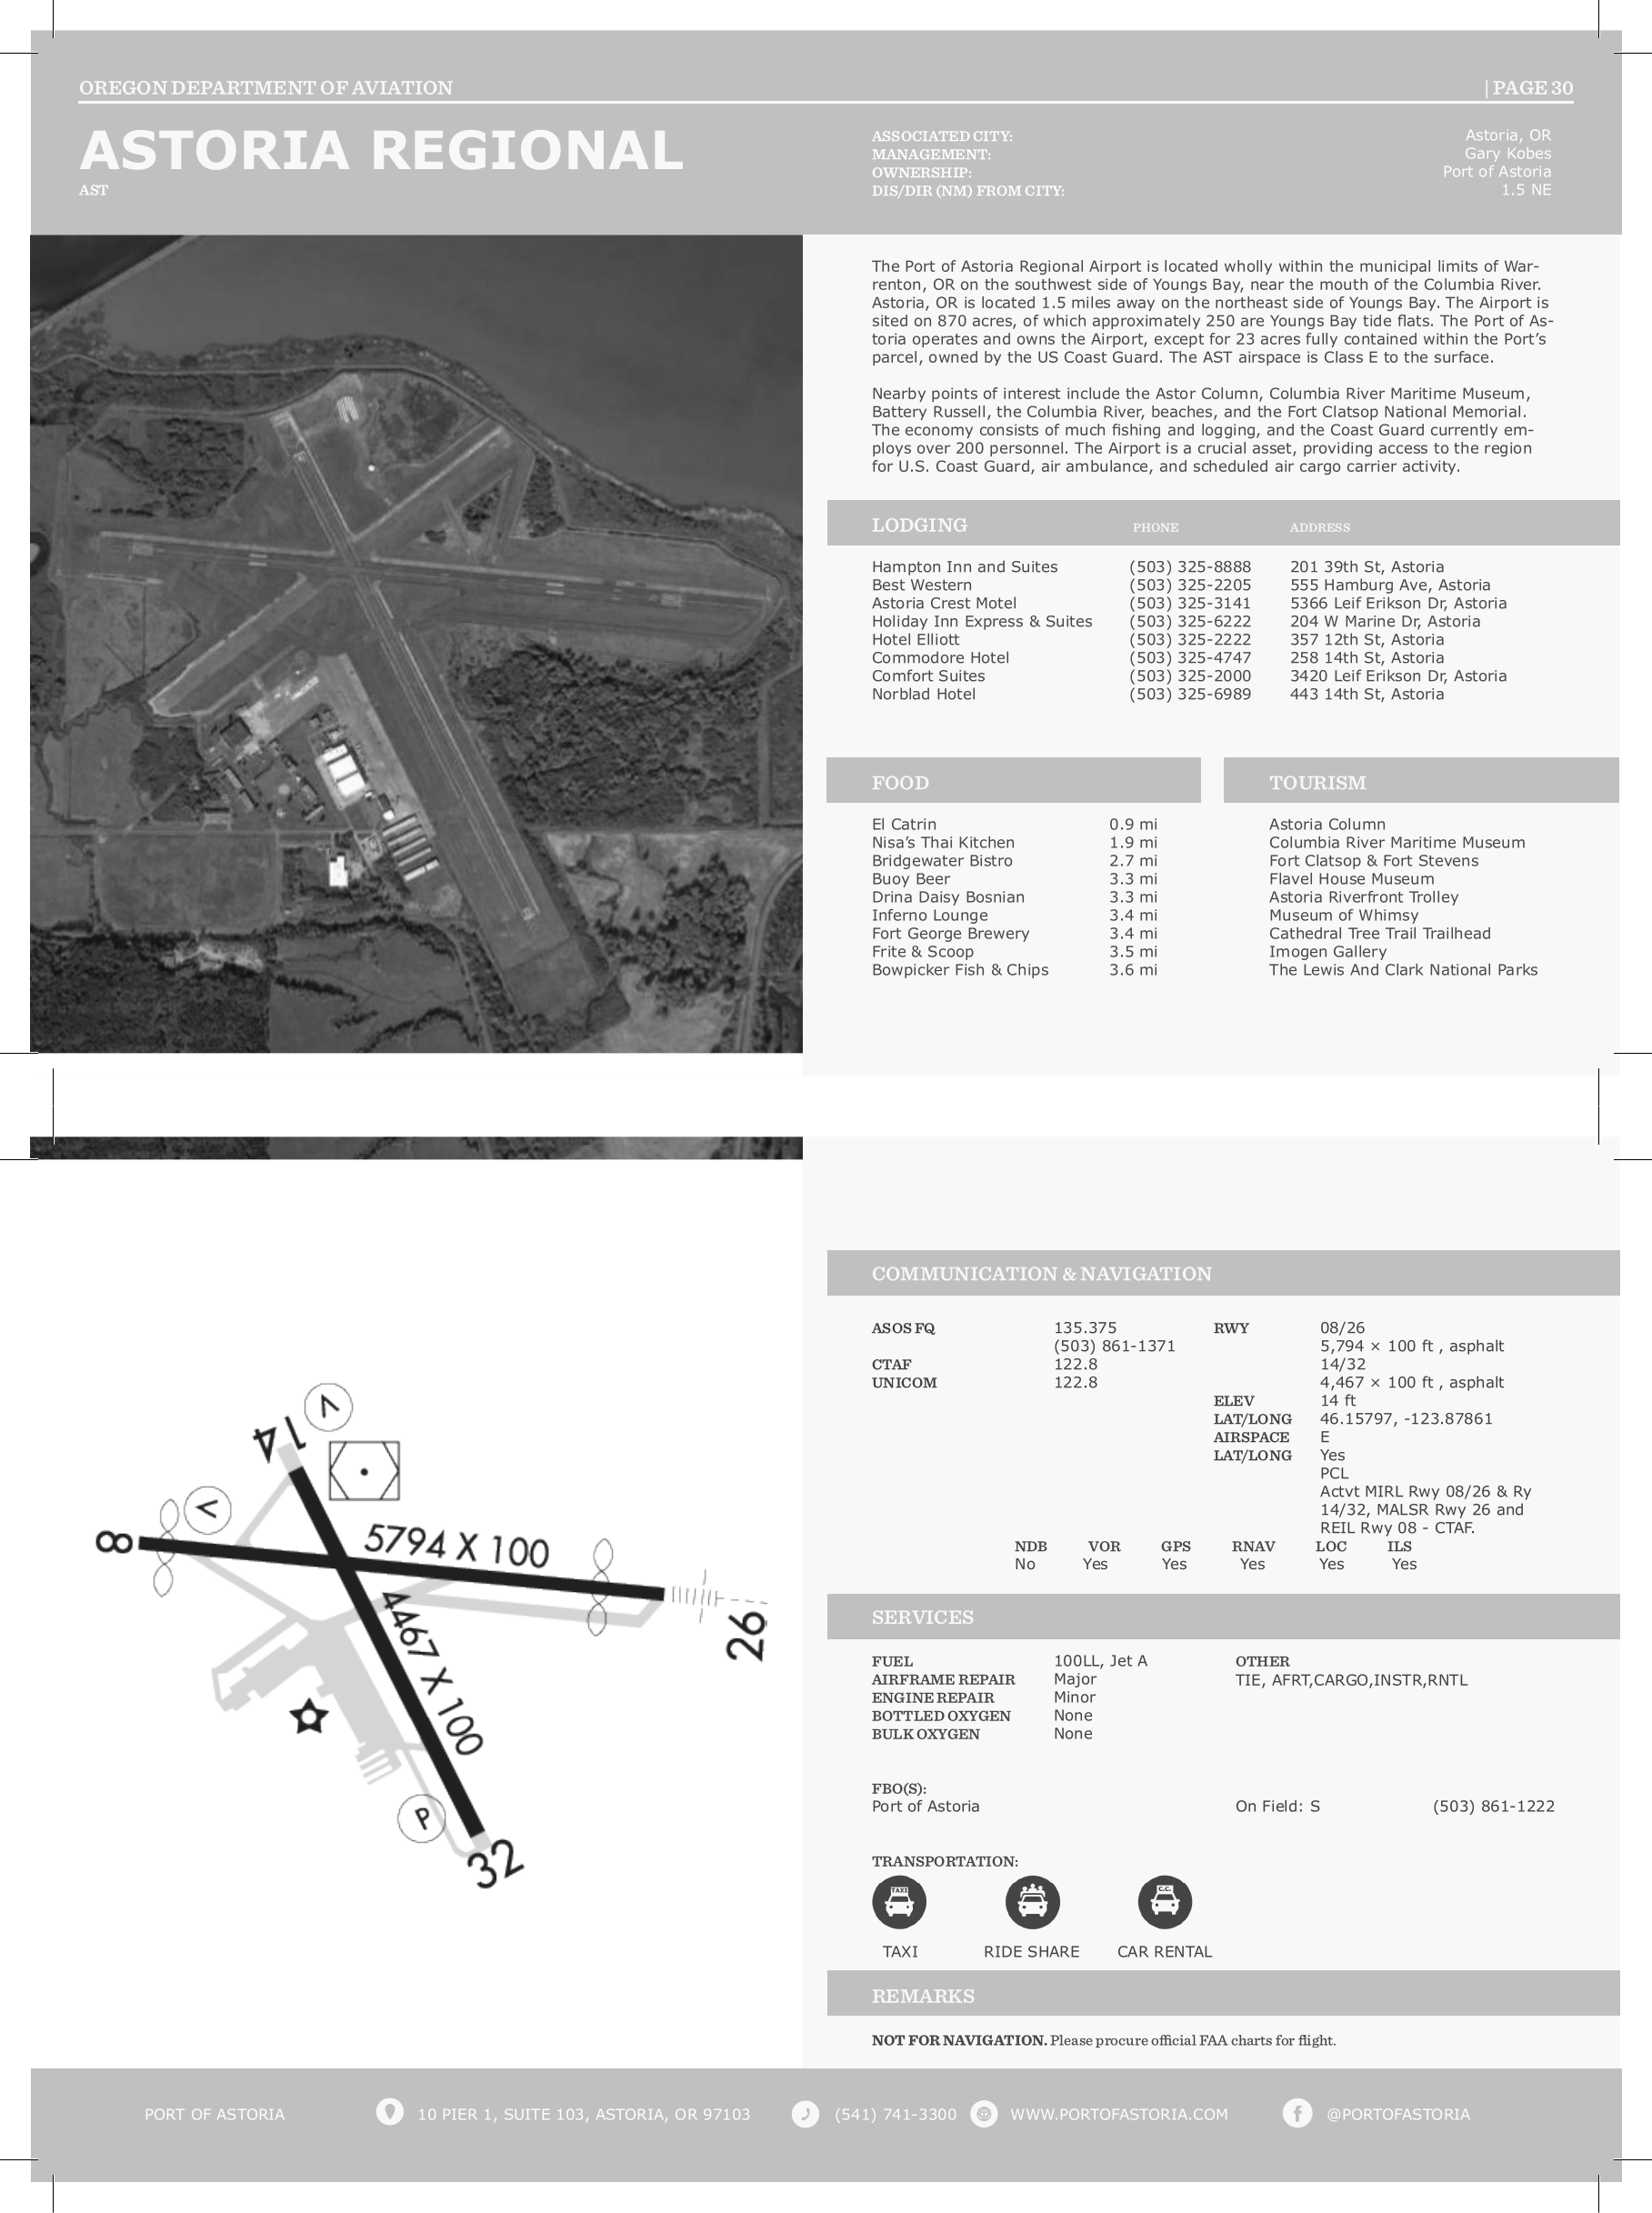 OREGON DEPARTMENT OF AVIATION | PAGE 30
ASTORIA REGIONAL
AST
ASSOCIATED CITY: Astoria, OR
MANAGEMENT: Gary Kobes
OWNERSHIP: Port of Astoria
DIS/DIR (NM) FROM CITY: 1.5 NE
The Port of Astoria Regional Airport is located wholly within the municipal limits of War-
renton, OR on the southwest side of Youngs Bay, near the mouth of the Columbia River.
Astoria, OR is located 1.5 miles away on the northeast side of Youngs Bay. The Airport is
sited on 870 acres, of which approximately 250 are Youngs Bay tide flats. The Port of As-
toria operates and owns the Airport, except for 23 acres fully contained within the Port's
parcel, owned by the US Coast Guard. The AST airspace is Class E to the surface.
Nearby points of interest include the Astor Column, Columbia River Maritime Museum,
Battery Russell, the Columbia River, beaches, and the Fort Clatsop National Memorial.
The economy consists of much fishing and logging, and the Coast Guard currently em-
ploys over 200 personnel. The Airport is a crucial asset, providing access to the region
for U.S. Coast Guard, air ambulance, and scheduled air cargo carrier activity.
LODGING PHONE ADDRESS
Hampton Inn and Suites (503) 325-8888 201 39th St, Astoria
Best Western (503) 325-2205 555 Hamburg Ave, Astoria
Astoria Crest Motel (503) 325-3141 5366 Leif Erikson Dr, Astoria
Holiday Inn Express & Suites (503) 325-6222 204 W Marine Dr, Astoria
Hotel Elliott (503) 325-2222 357 12th St, Astoria
Commodore Hotel (503) 325-4747 258 14th St, Astoria
Comfort Suites (503) 325-2000 3420 Leif Erikson Dr, Astoria
Norblad Hotel (503) 325-6989 443 14th St, Astoria
FOOD
El Catrin 0.9 mi
Nisa's Thai Kitchen 1.9 mi
Bridgewater Bistro 2.7 mi
Buoy Beer 3.3 mi
Drina Daisy Bosnian 3.3 mi
Inferno Lounge 3.4 mi
Fort George Brewery 3.4 mi
Frite & Scoop 3.5 mi
Bowpicker Fish & Chips 3.6 mi
TOURISM
Astoria Column
Columbia River Maritime Museum
Fort Clatsop & Fort Stevens
Flavel House Museum
Astoria Riverfront Trolley
Museum of Whimsy
Cathedral Tree Trail Trailhead
Imogen Gallery
The Lewis And Clark National Parks
14
V
V
8
5794 X 100
26
4467 X 100
P
32
COMMUNICATION & NAVIGATION
ASOS FQ 135.375
(503) 861-1371
CTAF 122.8
UNICOM 122.8
RWY 08/26
5,794 × 100 ft , asphalt
14/32
4,467 × 100 ft , asphalt
ELEV 14 ft
LAT/LONG 46.15797, -123.87861
AIRSPACE E
LAT/LONG Yes
PCL
Actvt MIRL Rwy 08/26 & Ry
14/32, MALSR Rwy 26 and
REIL Rwy 08 - CTAF.
NDB VOR GPS RNAV LOC ILS
No Yes Yes Yes Yes Yes
SERVICES
FUEL 100LL, Jet A
AIRFRAME REPAIR Major
ENGINE REPAIR Minor
BOTTLED OXYGEN None
BULK OXYGEN None
OTHER
TIE, AFRT,CARGO,INSTR,RNTL
FBO(S):
Port of Astoria On Field: S (503) 861-1222
TRANSPORTATION:
TAXI C.C.
TAXI RIDE SHARE CAR RENTAL
REMARKS
NOT FOR NAVIGATION. Please procure official FAA charts for flight.
PORT OF ASTORIA 10 PIER 1, SUITE 103, ASTORIA, OR 97103 (541) 741-3300 WWW.PORTOFASTORIA.COM f @PORTOFASTORIA